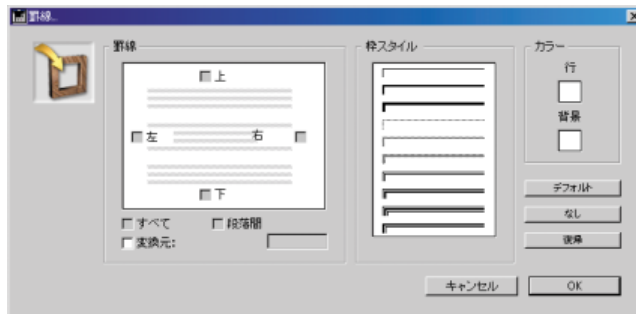 罫線...
罫線
上
左
右
下
すべて
段落間
変換元:
枠スタイル
カラー
行
背景
デフォルト
なし
復帰
キャンセル
OK